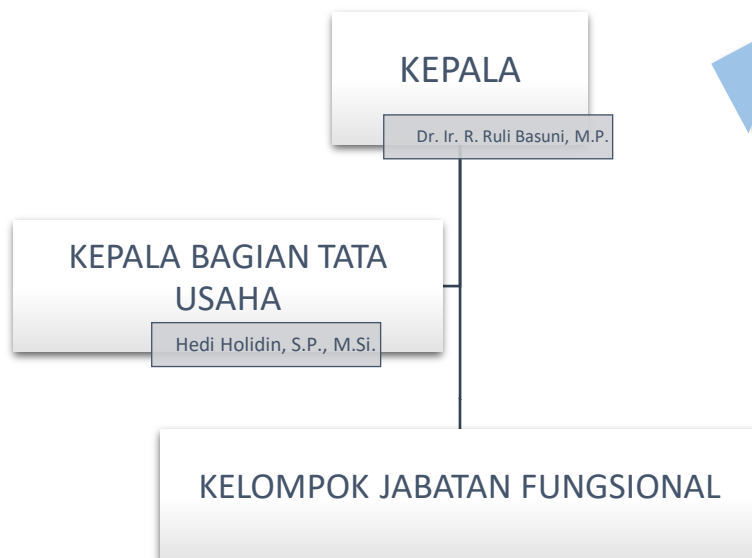 KEPALA
Dr. Ir. R. Ruli Basuni, M.P.
KEPALA BAGIAN TATA
USAHA
Hedi Holidin, S.P., M.Si.
KELOMPOK JABATAN FUNGSIONAL